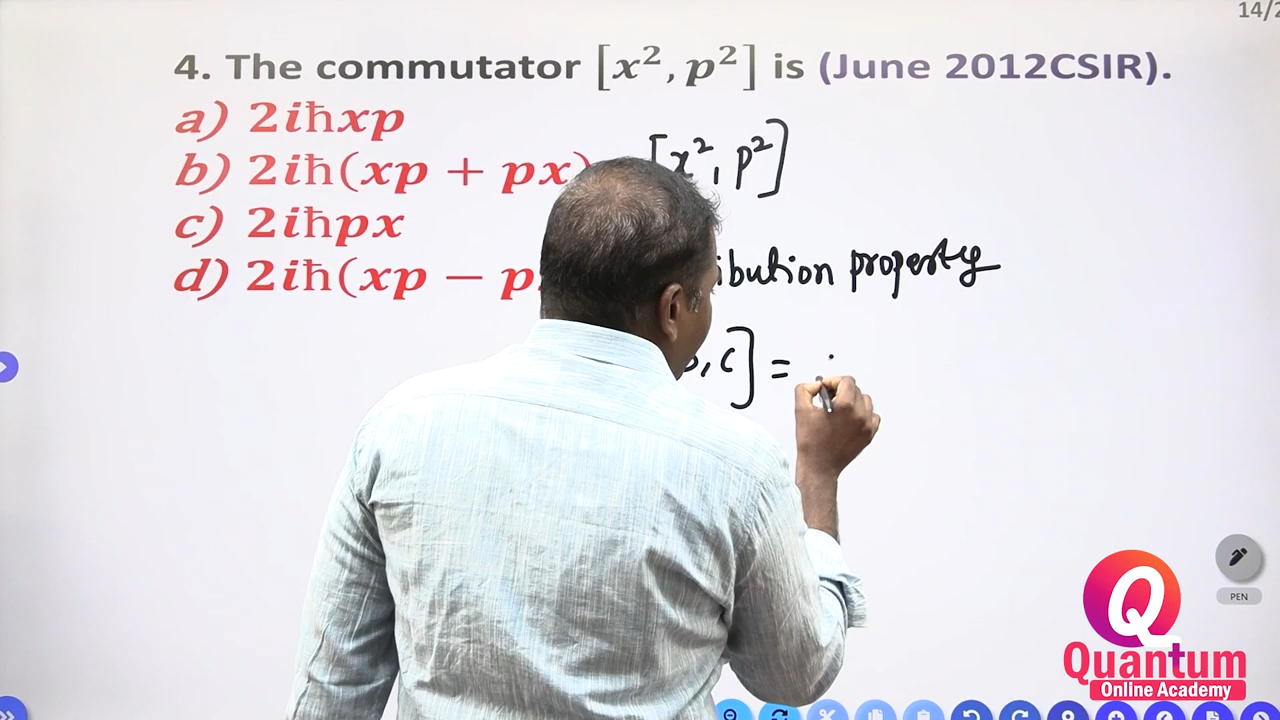 14/2
4. The commutator [x², p²] is (June 2012CSIR).
a) 2iħxp
b) 2iħ(xp + px)
[x², p²]
c) 2iħpx
d) 2iħ(xp − p
ibution property
, c] =
PEN
Q
Quantum
Online Academy